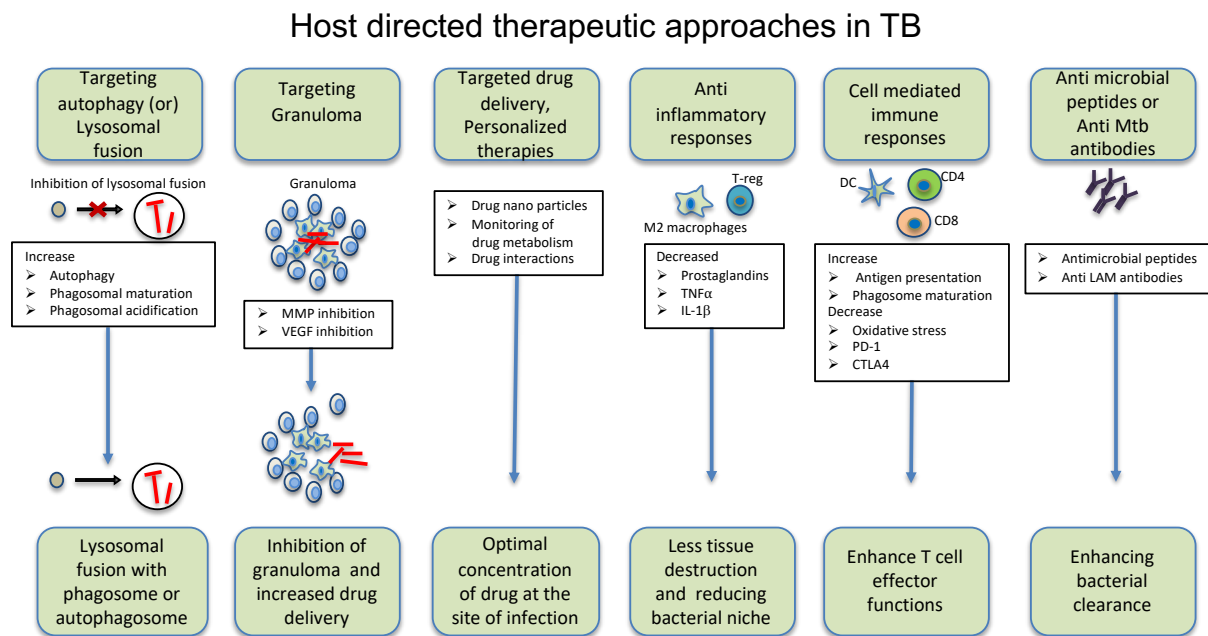 Host directed therapeutic approaches in TB
Targeting
autophagy (or)
Lysosomal
fusion
Inhibition of lysosomal fusion
Increase
Autophagy
Phagosomal maturation
Phagosomal acidification
Lysosomal
fusion with
phagosome or
autophagosome
Targeting
Granuloma
Granuloma
MMP inhibition
VEGF inhibition
Inhibition of
granuloma and
increased drug
delivery
Targeted drug
delivery,
Personalized
therapies
Drug nano particles
Monitoring of
drug metabolism
Drug interactions
Optimal
concentration
of drug at the
site of infection
Anti
inflammatory
responses
T-reg
M2 macrophages
Decreased
Prostaglandins
TNFα
IL-1β
Less tissue
destruction
and reducing
bacterial niche
Cell mediated
immune
responses
DC
CD4
CD8
Increase
Antigen presentation
Phagosome maturation
Decrease
Oxidative stress
PD-1
CTLA4
Enhance T cell
effector
functions
Anti microbial
peptides or
Anti Mtb
antibodies
Antimicrobial peptides
Anti LAM antibodies
Enhancing
bacterial
clearance